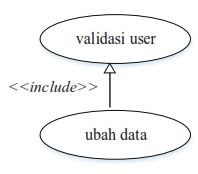 validasi user
<<include>>
ubah data